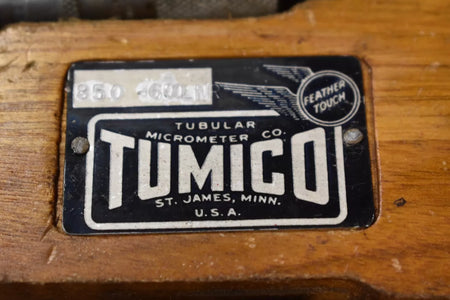 FEATHER
TOUCH
TUBULAR
MICROMETER CO.
TUMICO
ST. JAMES, MINN.
U.S.A.